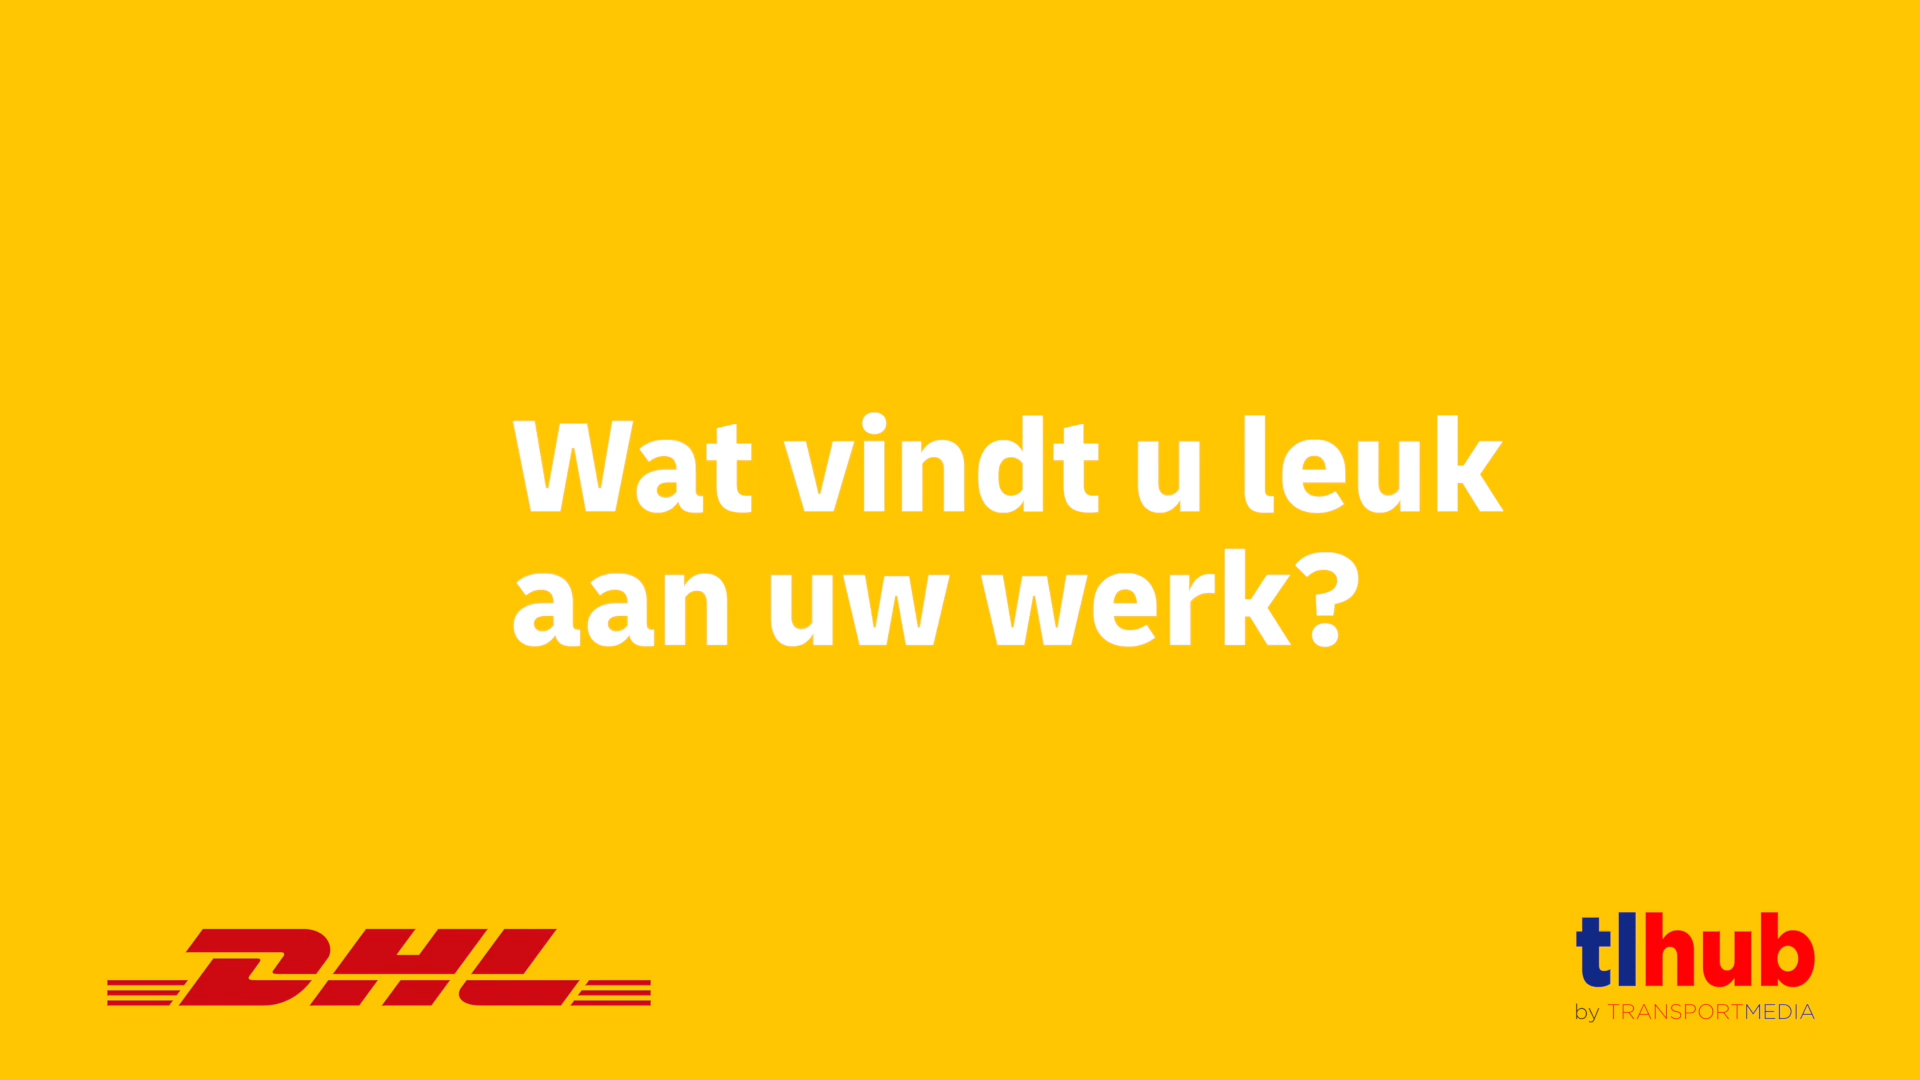 Wat vindt u leuk
aan uw werk?
DHL
tlhub
by TRANSPORTMEDIA